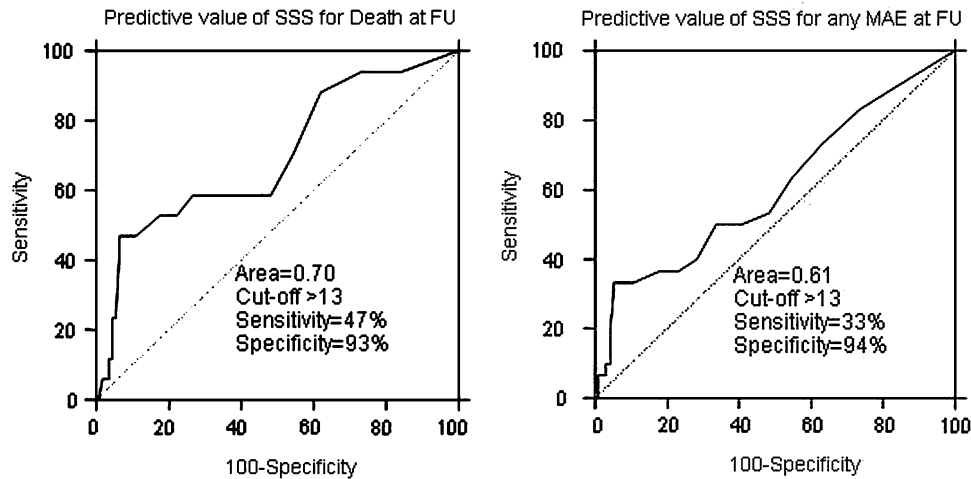 Predictive value of SSS for Death at FU
100
80
60
40
20
0
Sensitivity
Area=0.70
Cut-off >13
Sensitivity=47%
Specificity=93%
0 20 40 60 80 100
100-Specificity
Predictive value of SSS for any MAE at FU
100
80
60
40
20
0
Sensitivity
Area=0.61
Cut-off >13
Sensitivity=33%
Specificity=94%
0 20 40 60 80 100
100-Specificity